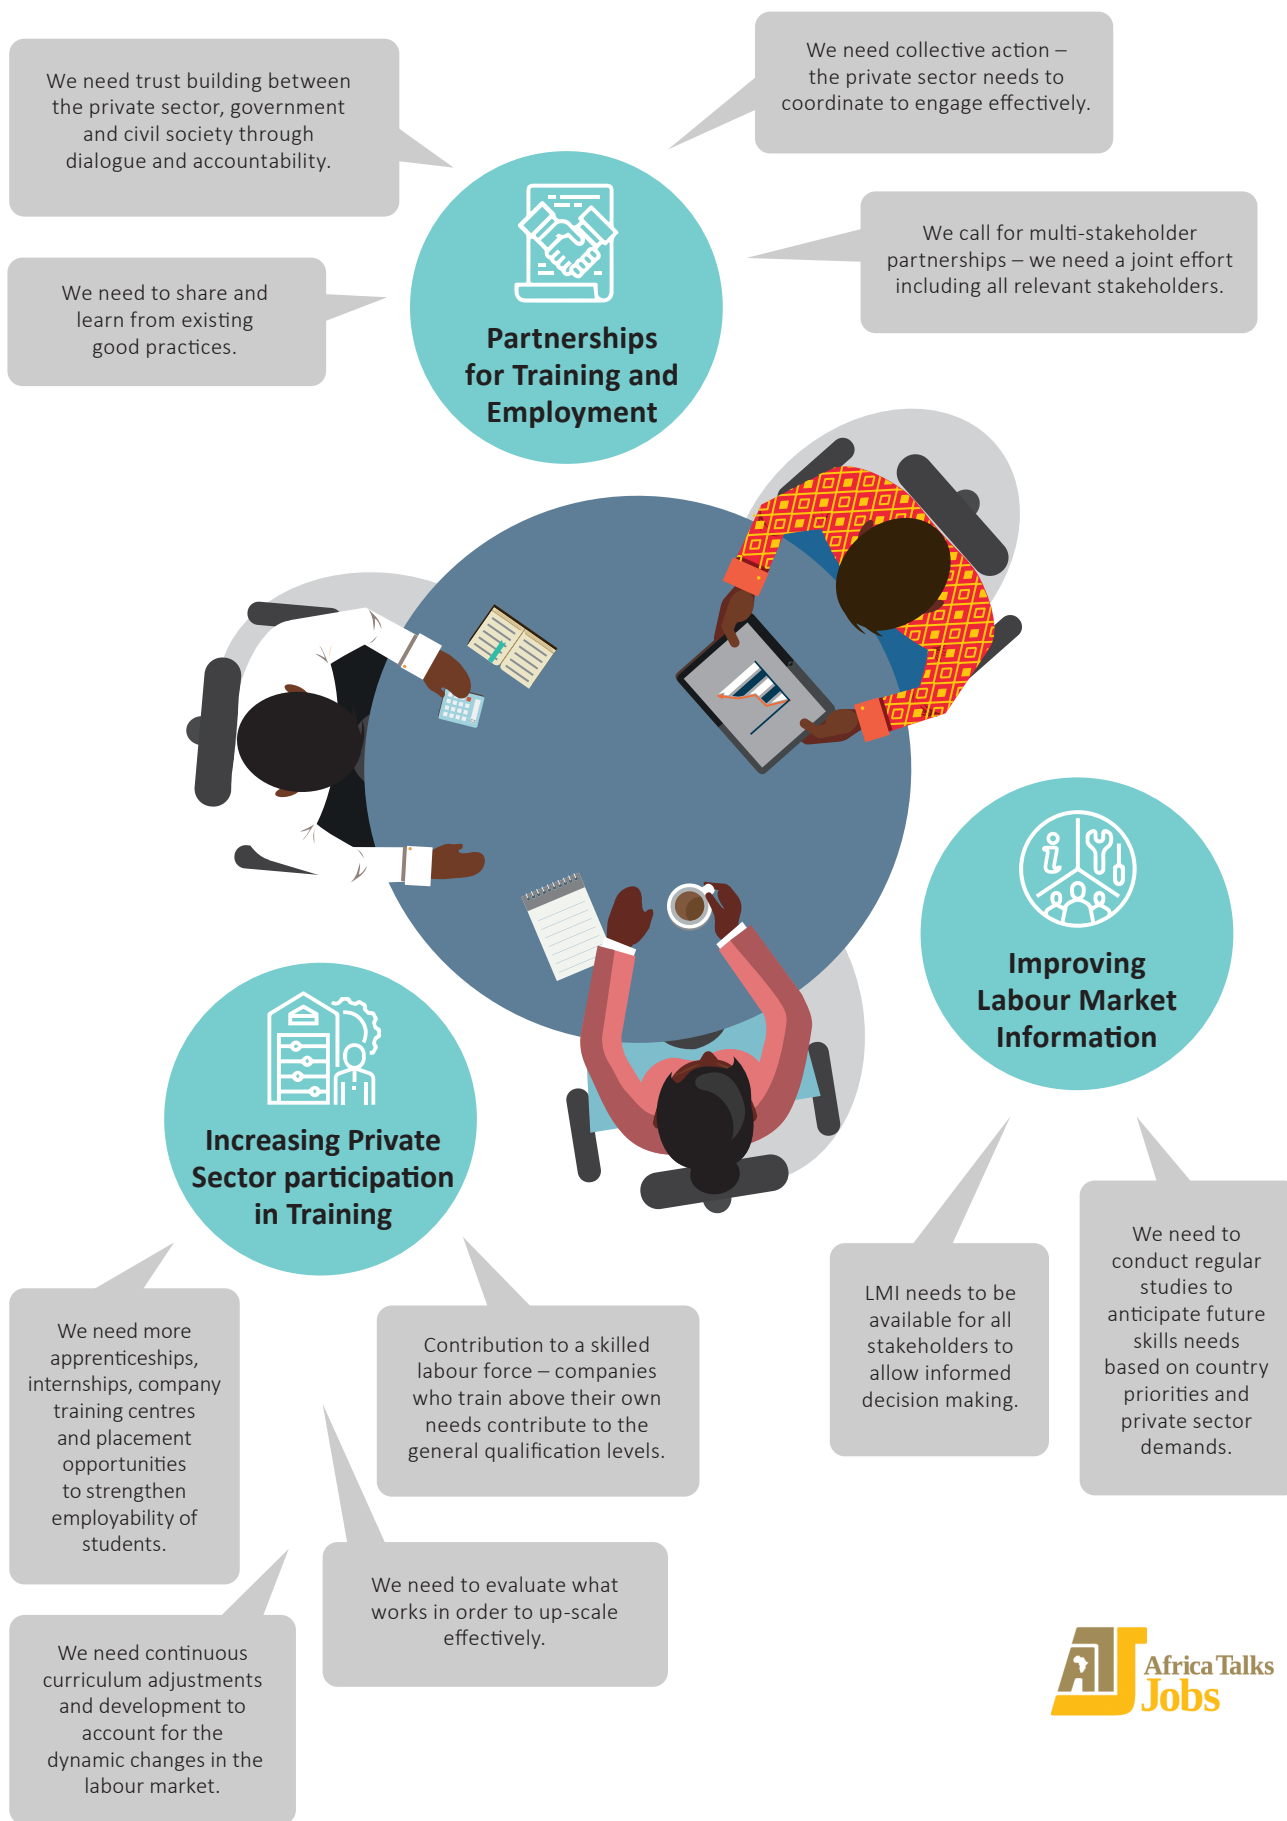 We need trust building between
the private sector, government
and civil society through
dialogue and accountability.
We need collective action –
the private sector needs to
coordinate to engage effectively.
We need to share and
learn from existing
good practices.
We call for multi-stakeholder
partnerships – we need a joint effort
including all relevant stakeholders.
Partnerships
for Training and
Employment
Improving
Labour Market
Information
Increasing Private
Sector participation
in Training
We need more
apprenticeships,
internships, company
training centres
and placement
opportunities
to strengthen
employability of
students.
Contribution to a skilled
labour force – companies
who train above their own
needs contribute to the
general qualification levels.
We need to evaluate what
works in order to up-scale
effectively.
We need continuous
curriculum adjustments
and development to
account for the
dynamic changes in the
labour market.
LMI needs to be
available for all
stakeholders to
allow informed
decision making.
We need to
conduct regular
studies to
anticipate future
skills needs
based on country
priorities and
private sector
demands.
ATJ
Africa Talks
Jobs